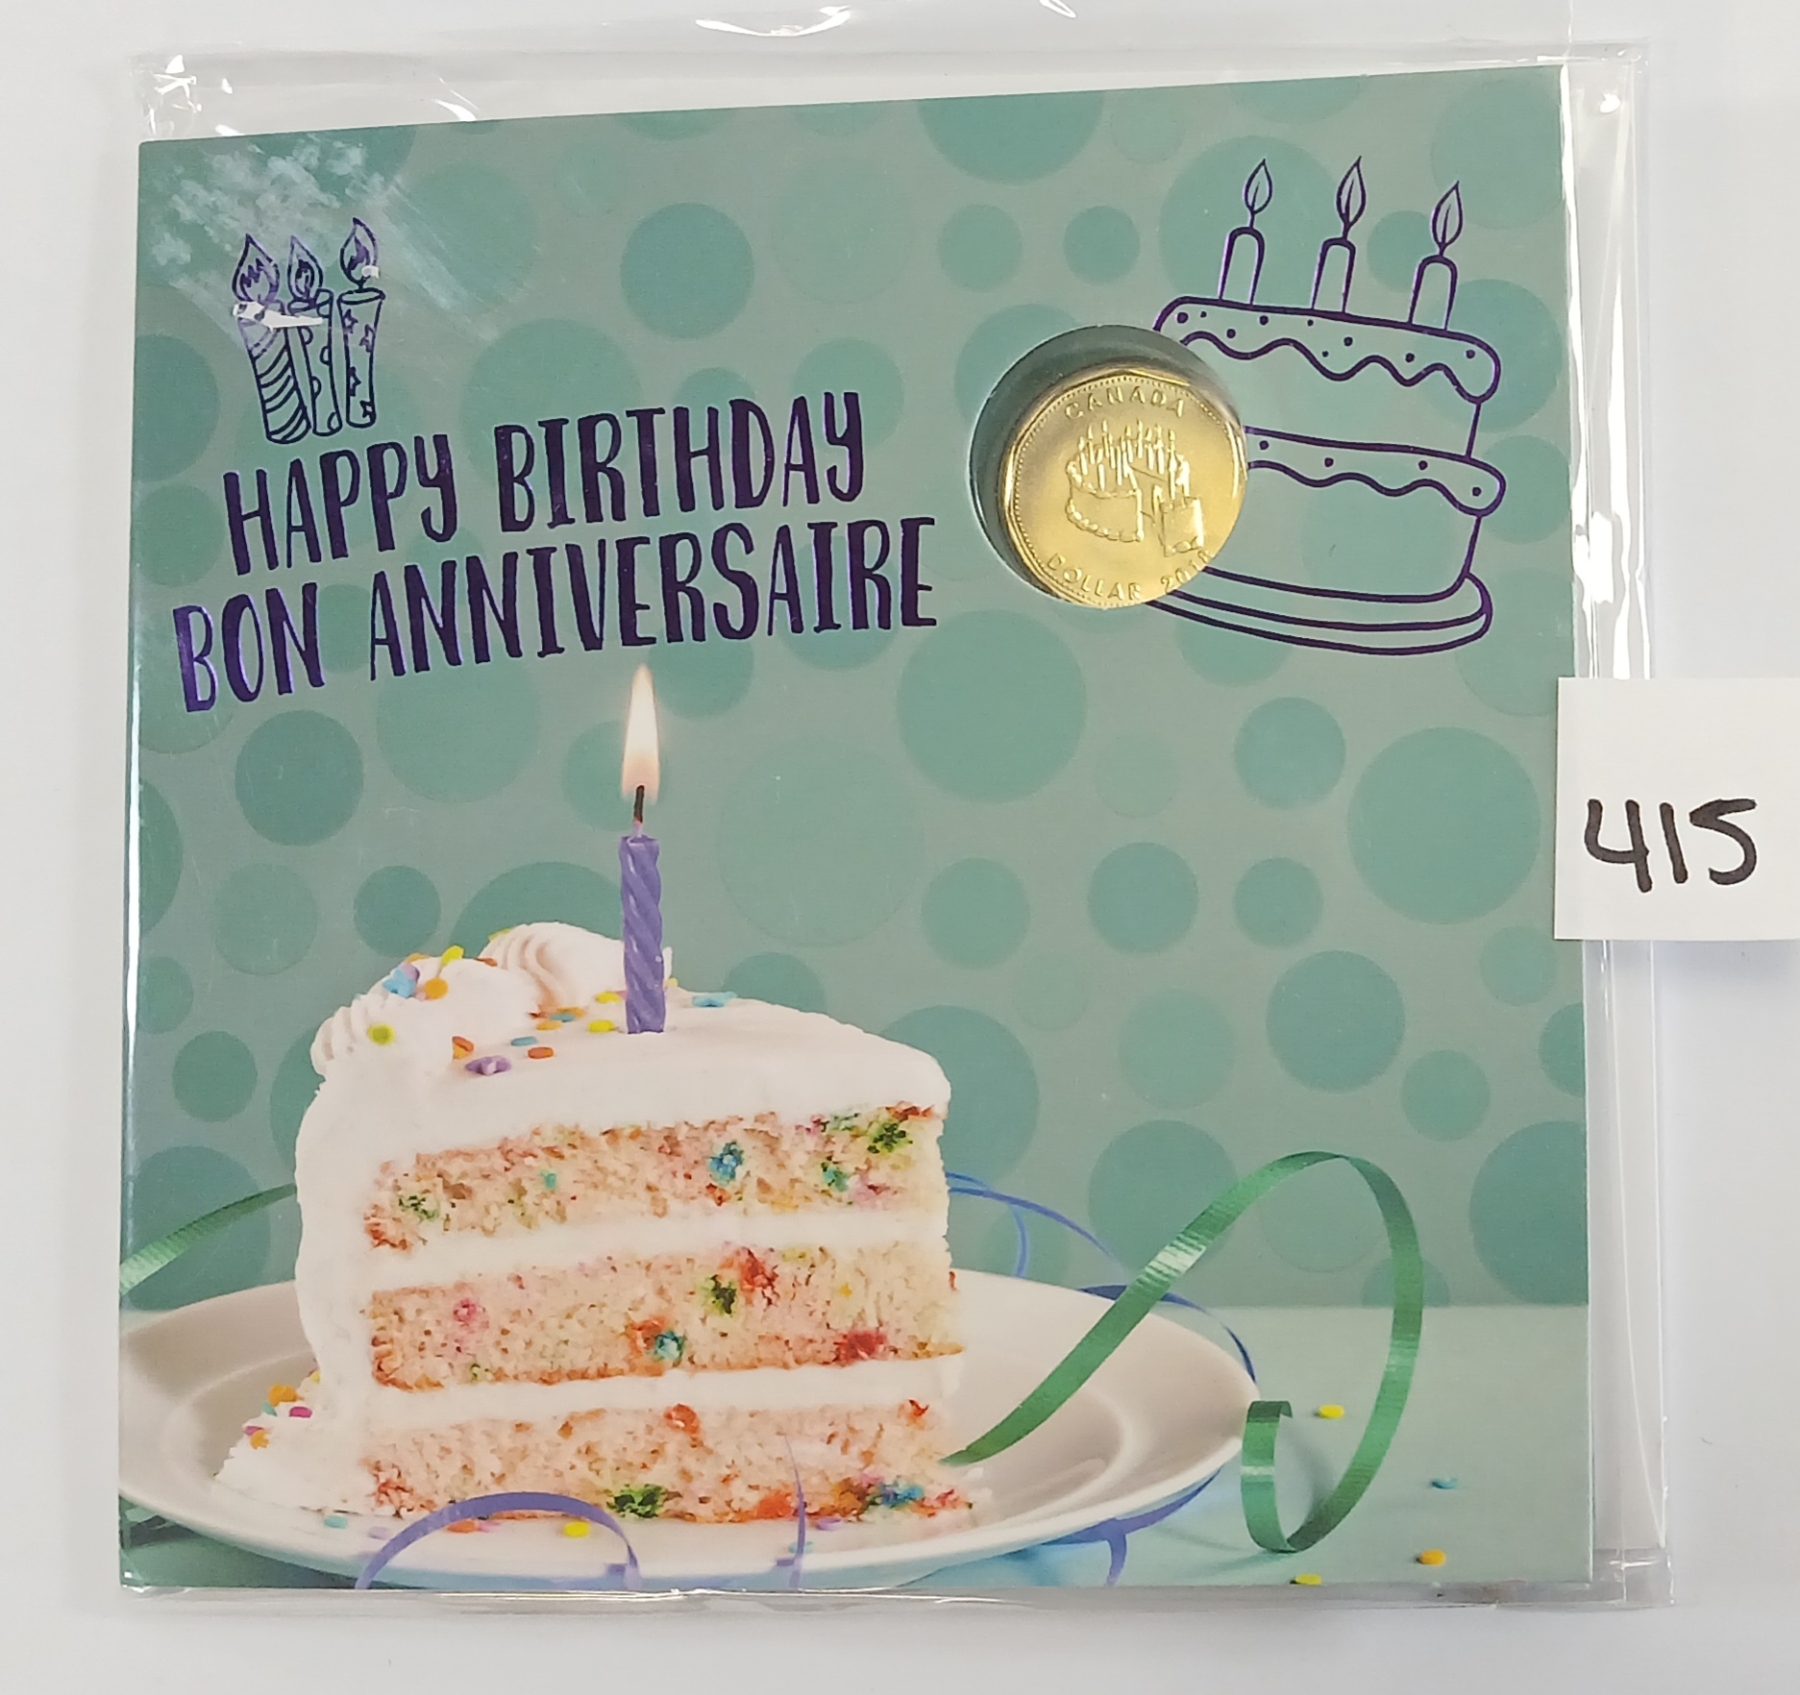 HAPPY BIRTHDAY
BON ANNIVERSAIRE
CANADA
DOLLAR
415